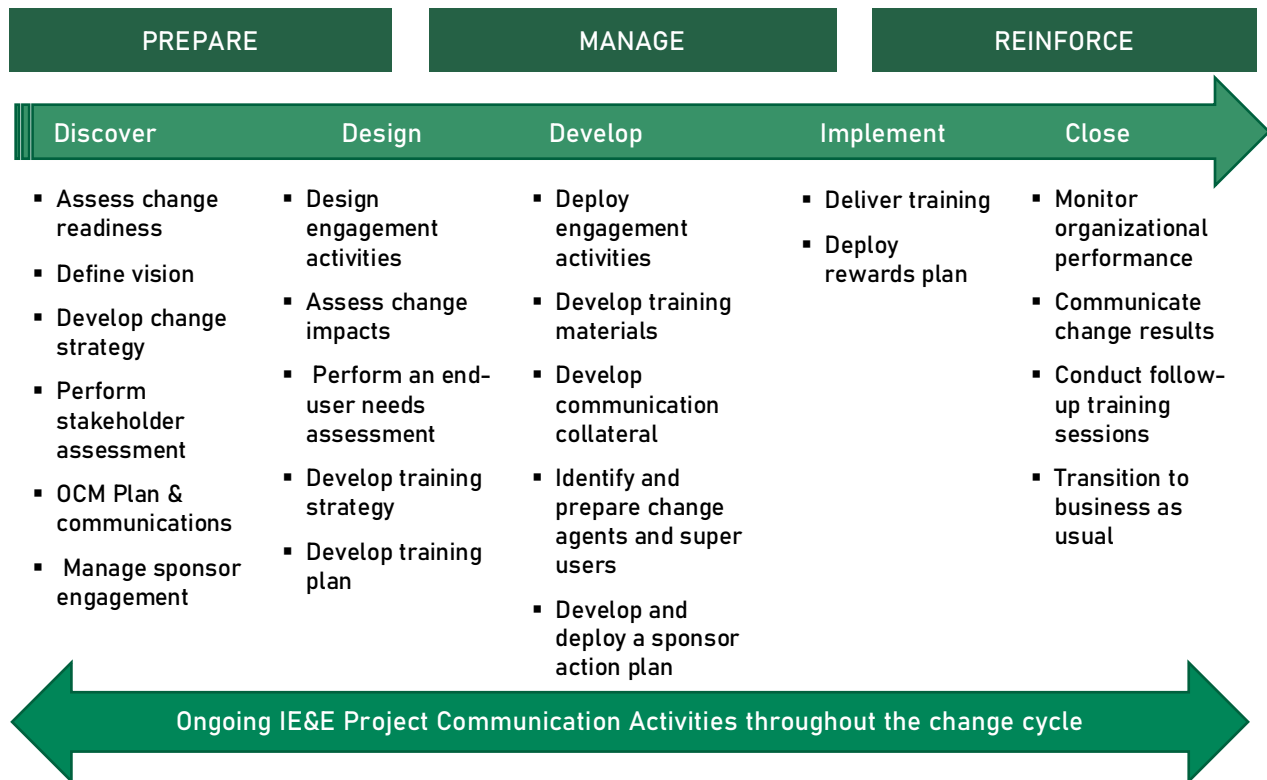 PREPARE
MANAGE
REINFORCE
Discover
Design
Develop
Implement
Close
▪ Assess change
readiness
▪ Define vision
▪ Develop change
strategy
▪ Perform
stakeholder
assessment
▪ OCM Plan &
communications
▪ Manage sponsor
engagement
▪ Design
engagement
activities
▪ Assess change
impacts
▪ Perform an end-
user needs
assessment
▪ Develop training
strategy
▪ Develop training
plan
▪ Deploy
engagement
activities
▪ Develop training
materials
▪ Develop
communication
collateral
▪ Identify and
prepare change
agents and super
users
▪ Develop and
deploy a sponsor
action plan
▪ Deliver training
▪ Deploy
rewards plan
▪ Monitor
organizational
performance
▪ Communicate
change results
▪ Conduct follow-
up training
sessions
▪ Transition to
business as
usual
Ongoing IE&E Project Communication Activities throughout the change cycle